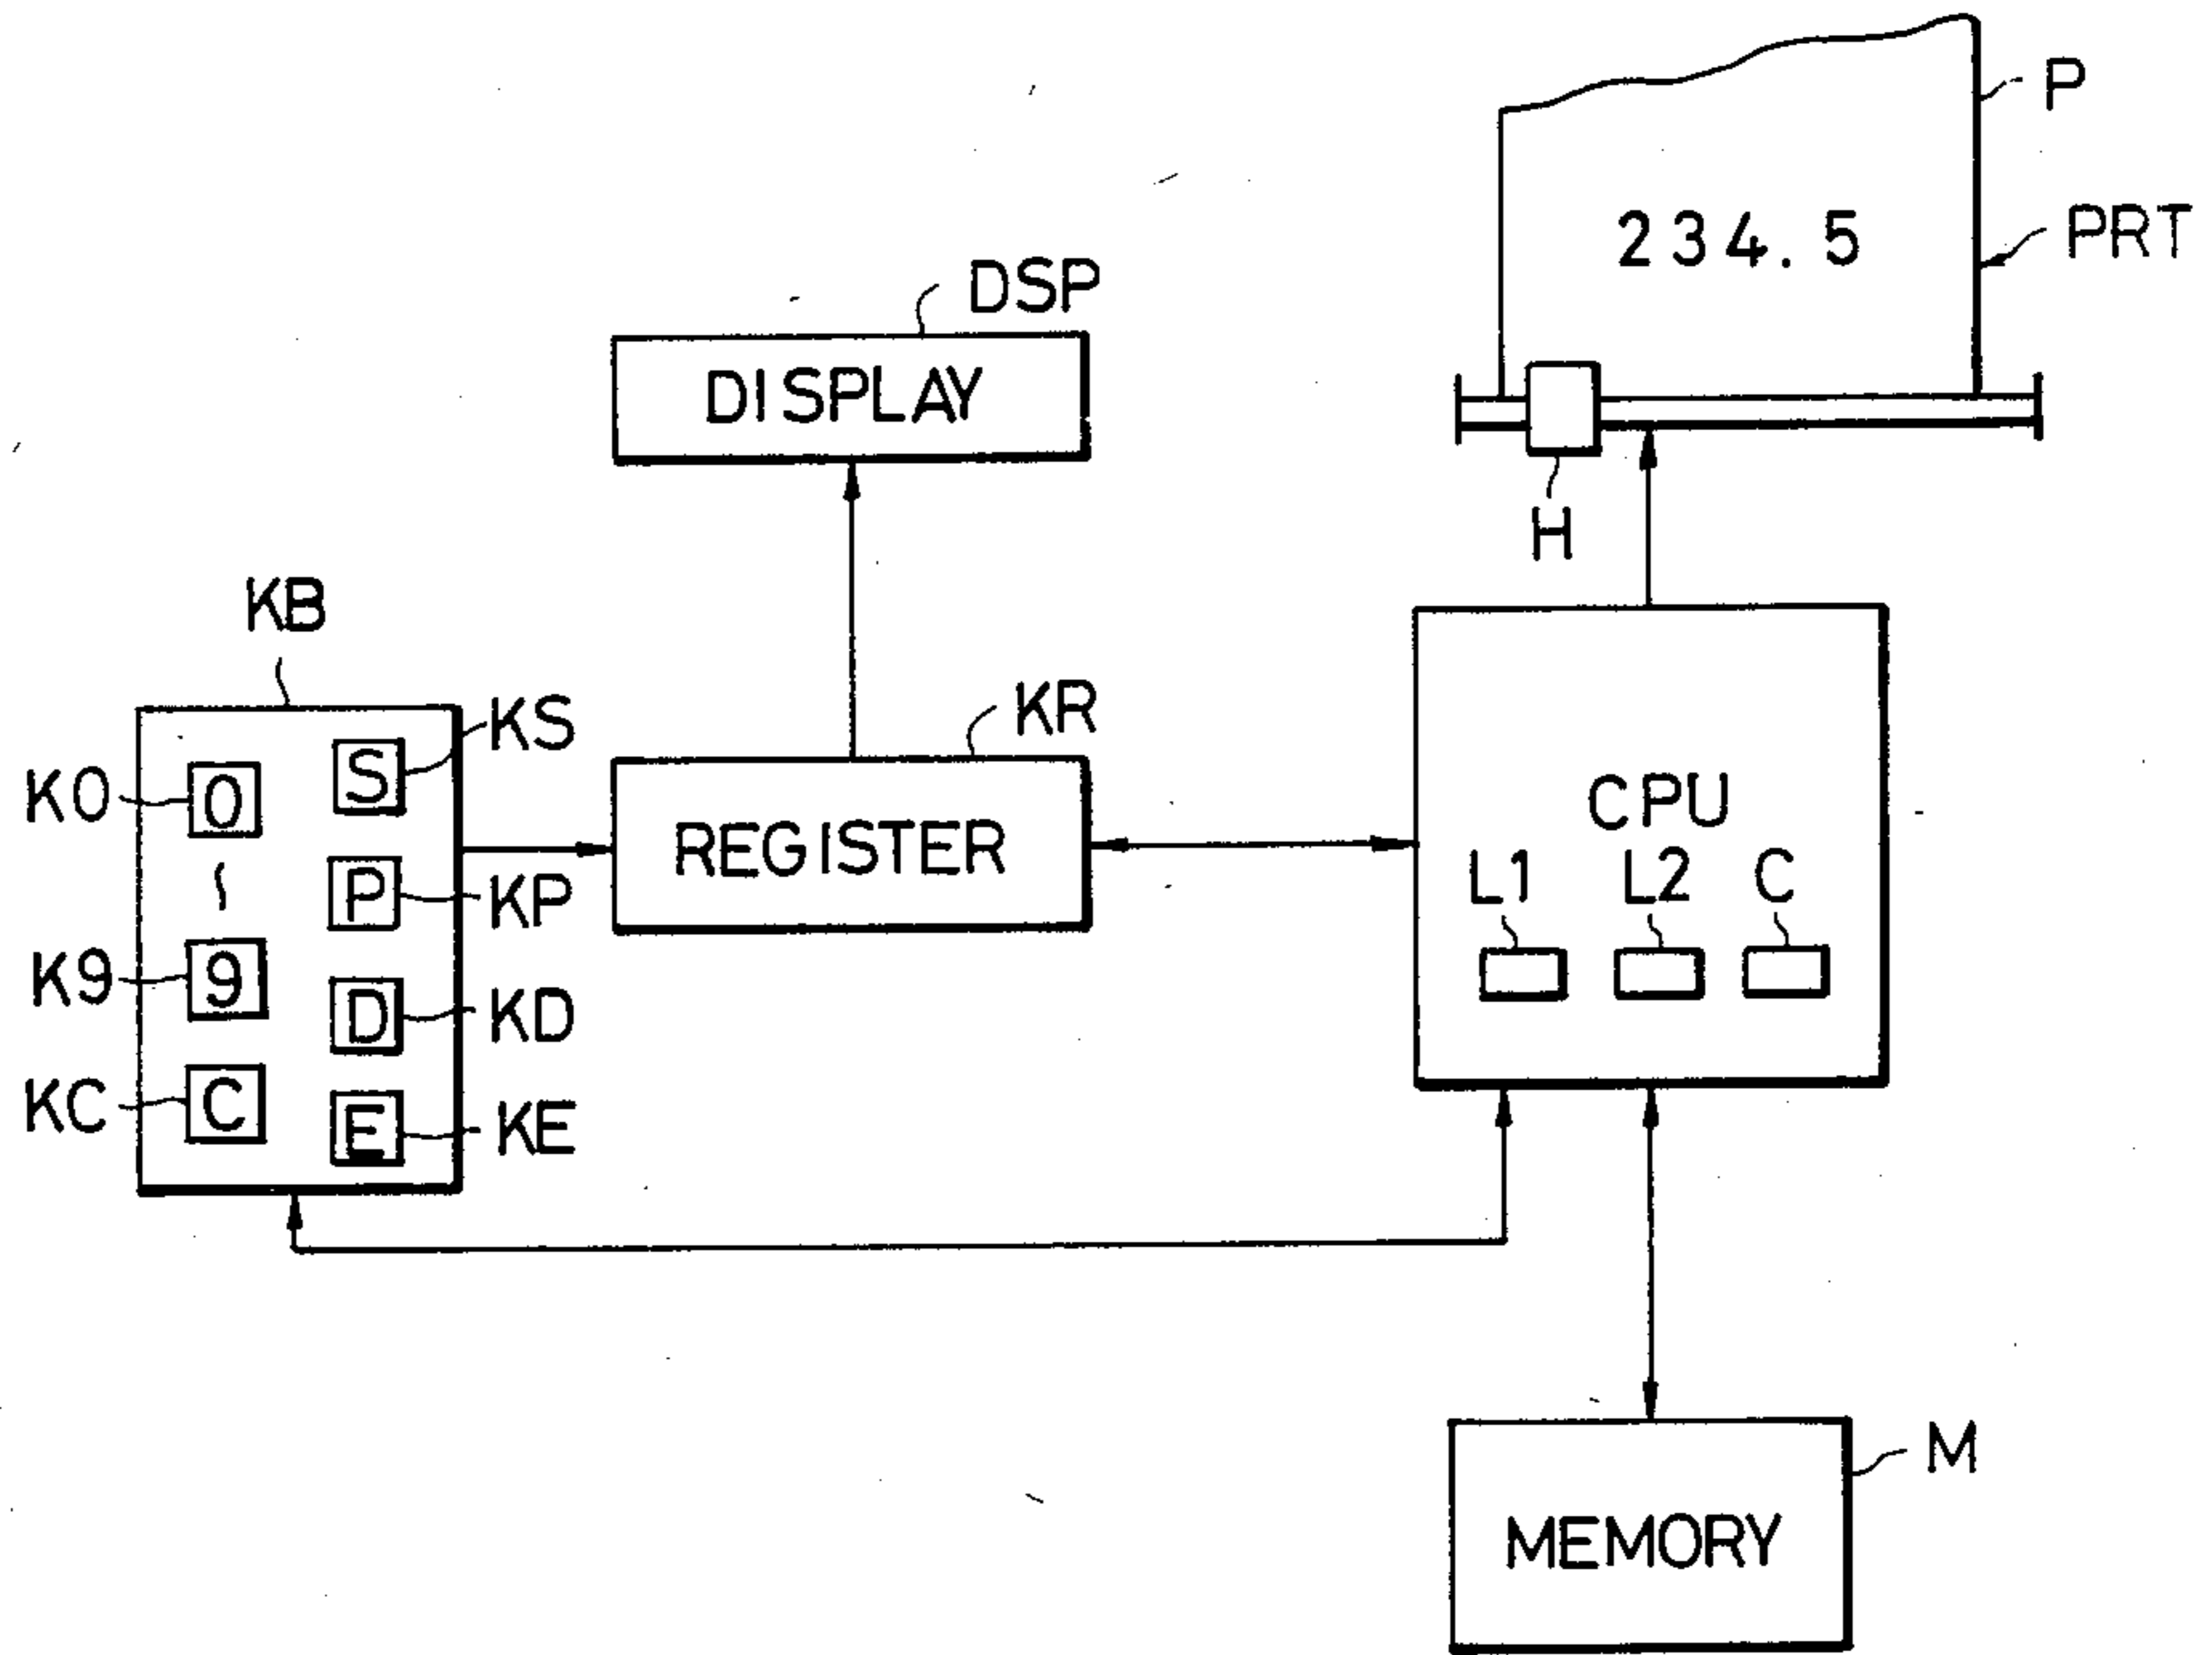 P
234.5
PRT
DSP
DISPLAY
H
KB
KS
S
KR
K0
0
CPU
REGISTER
P
KP
L1
L2
C
K9
9
D
KD
KC
C
E
KE
M
MEMORY